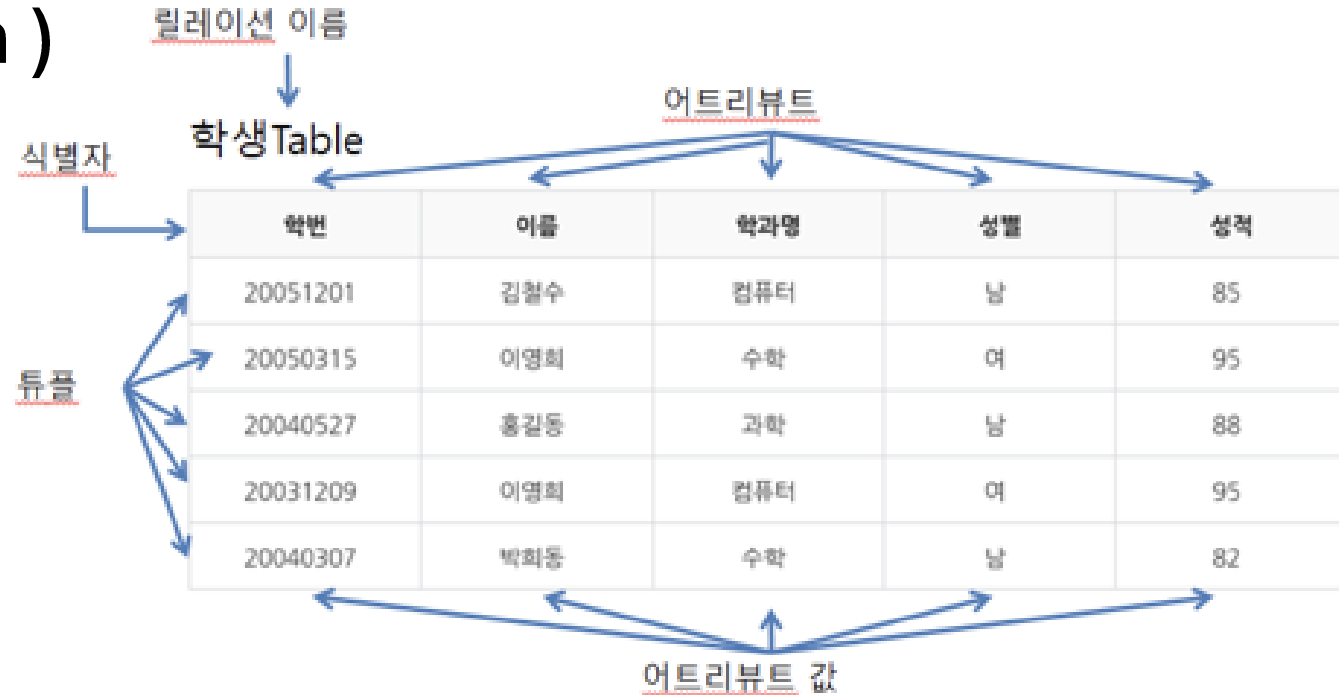 릴레이션 이름
)
어트리뷰트
학생Table
식별자
학번 이름 학과명 성별 성적
20051201 김철수 컴퓨터 남 85
20050315 이영희 수학 여 95
튜플
20040527 홍길동 과학 남 88
20031209 이영희 컴퓨터 여 95
20040307 박희동 수학 남 82
어트리뷰트 값